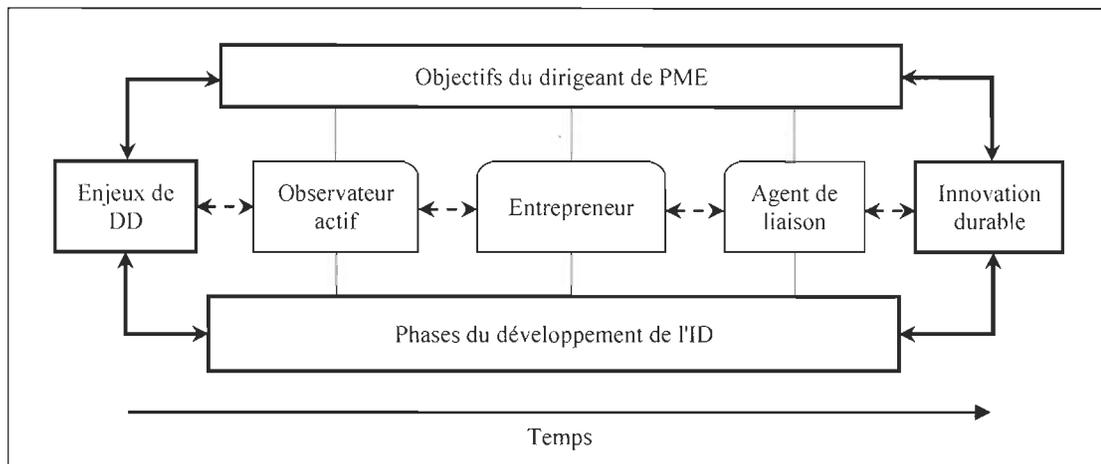 Objectifs du dirigeant de PME
Enjeux de
DD
Observateur
actif
Entrepreneur
Agent de
liaison
Innovation
durable
Phases du développement de l'ID
Temps